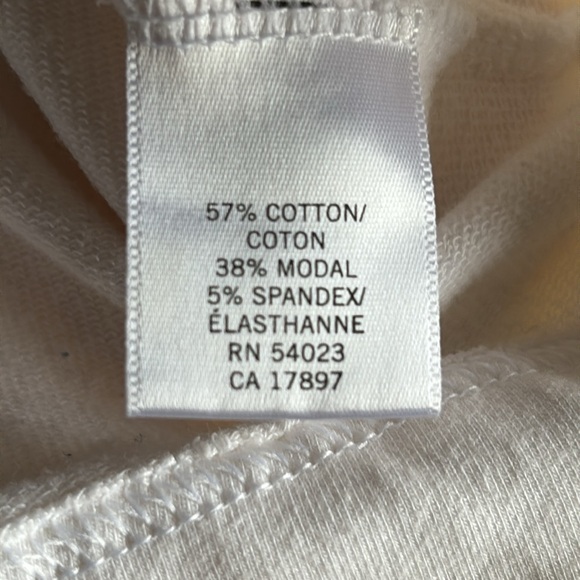 57% COTTON/
COTON
38% MODAL
5% SPANDEX/
ÉLASTHANNE
RN 54023
CA 17897